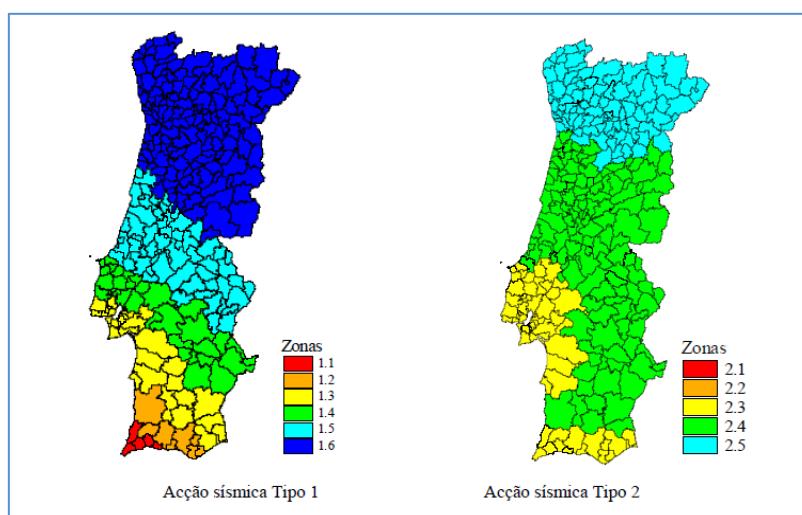 Zonas
1.1
1.2
1.3
1.4
1.5
1.6
Acção sísmica Tipo 1
Zonas
2.1
2.2
2.3
2.4
2.5
Acção sísmica Tipo 2